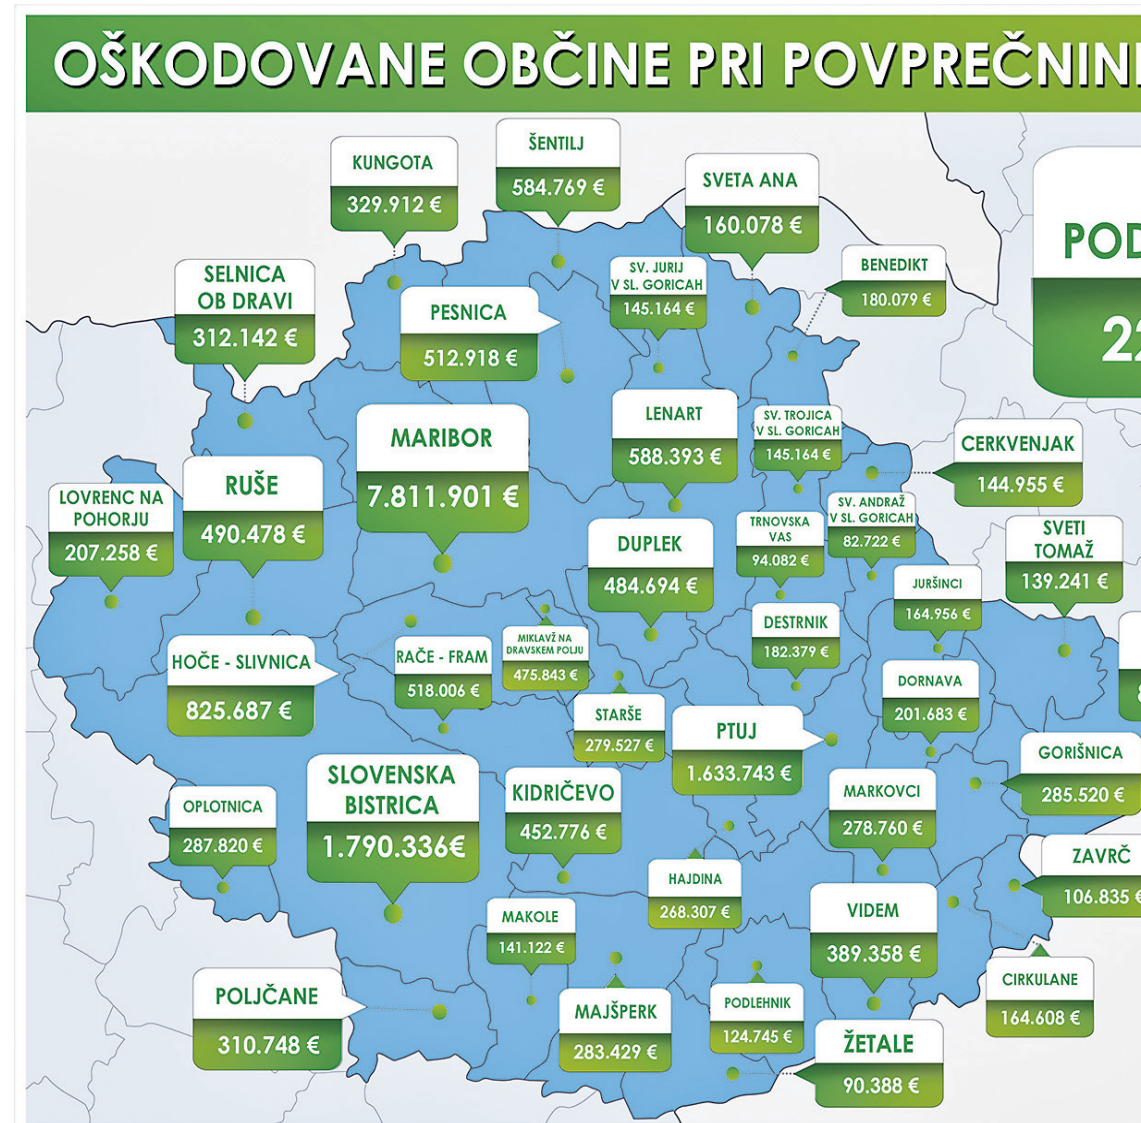 OŠKODOVANE OBČINE PRI POVPREČNINI
KUNGOTA
329.912 €
ŠENTILJ
584.769 €
SVETA ANA
160.078 €
BENEDIKT
180.079 €
SELNICA
OB DRAVI
312.142 €
PESNICA
512.918 €
SV. JURIJ
V SL. GORICAH
145.164 €
MARIBOR
7.811.901 €
LENART
588.393 €
SV. TROJICA
V SL. GORICAH
145.164 €
CERKVENJAK
144.955 €
LOVRENC NA
POHORJU
207.258 €
RUŠE
490.478 €
DUPLEK
484.694 €
TRNOVSKA
VAS
94.082 €
SV. ANDRAŽ
V SL. GORICAH
82.722 €
SVETI
TOMAŽ
139.241 €
JURŠINCI
164.956 €
HOČE - SLIVNICA
825.687 €
RAČE - FRAM
518.006 €
MIKLAVŽ NA
DRAVSKEM POLJU
475.843 €
DESTRNIK
182.379 €
DORNAVA
201.683 €
STARŠE
279.527 €
PTUJ
1.633.743 €
GORIŠNICA
285.520 €
OPLOTNICA
287.820 €
SLOVENSKA
BISTRICA
1.790.336€
KIDRIČEVO
452.776 €
MARKOVCI
278.760 €
ZAVRČ
106.835 €
HAJDINA
268.307 €
MAKOLE
141.122 €
VIDEM
389.358 €
CIRKULANE
164.608 €
POLJČANE
310.748 €
MAJŠPERK
283.429 €
PODLEHNIK
124.745 €
ŽETALE
90.388 €
POD
22